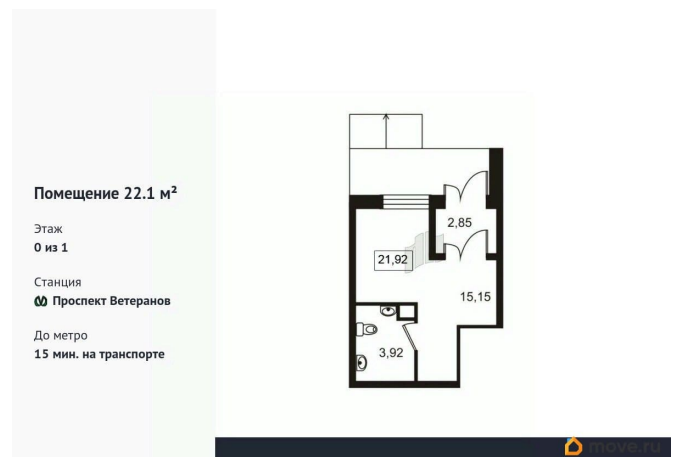 Помещение 22.1 м²
Этаж
0 из 1
Станция
Проспект Ветеранов
До метро
15 мин. на транспорте
2,85
21,92
15,15
3,92
move.ru